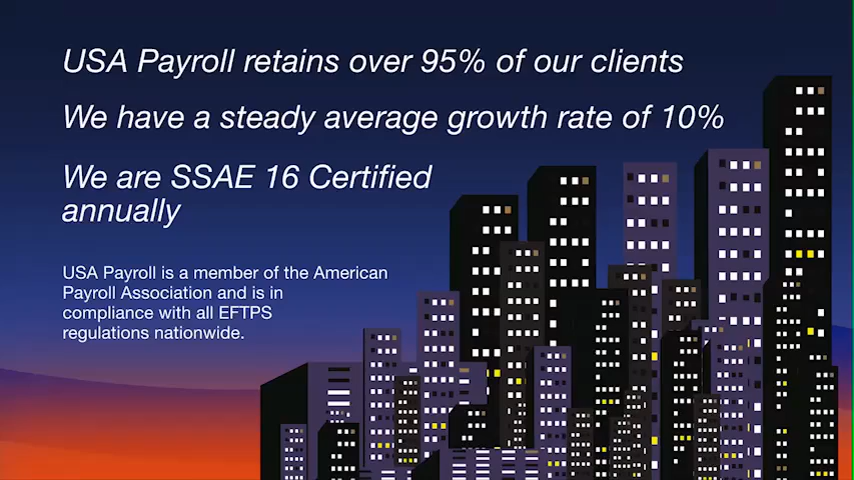 USA Payroll retains over 95% of our clients
We have a steady average growth rate of 10%
We are SSAE 16 Certified
annually
USA Payroll is a member of the American
Payroll Association and is in
compliance with all EFTPS
regulations nationwide.